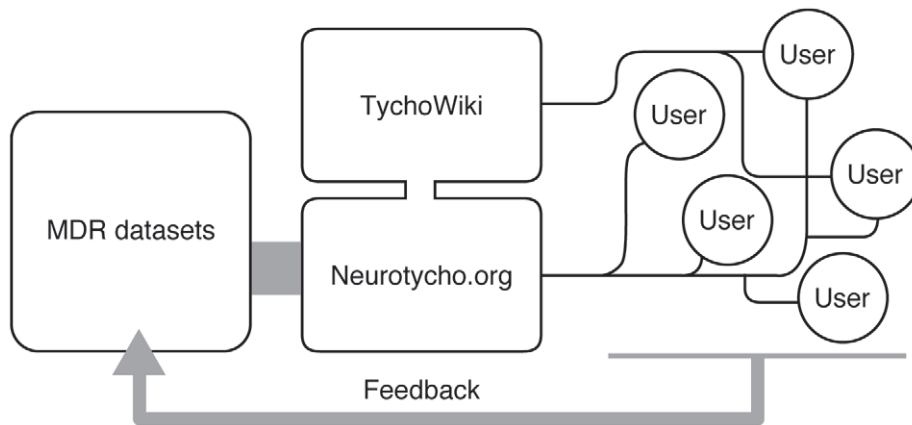 User
TychoWiki
User
MDR datasets
User
User
Neurotycho.org
User
Feedback